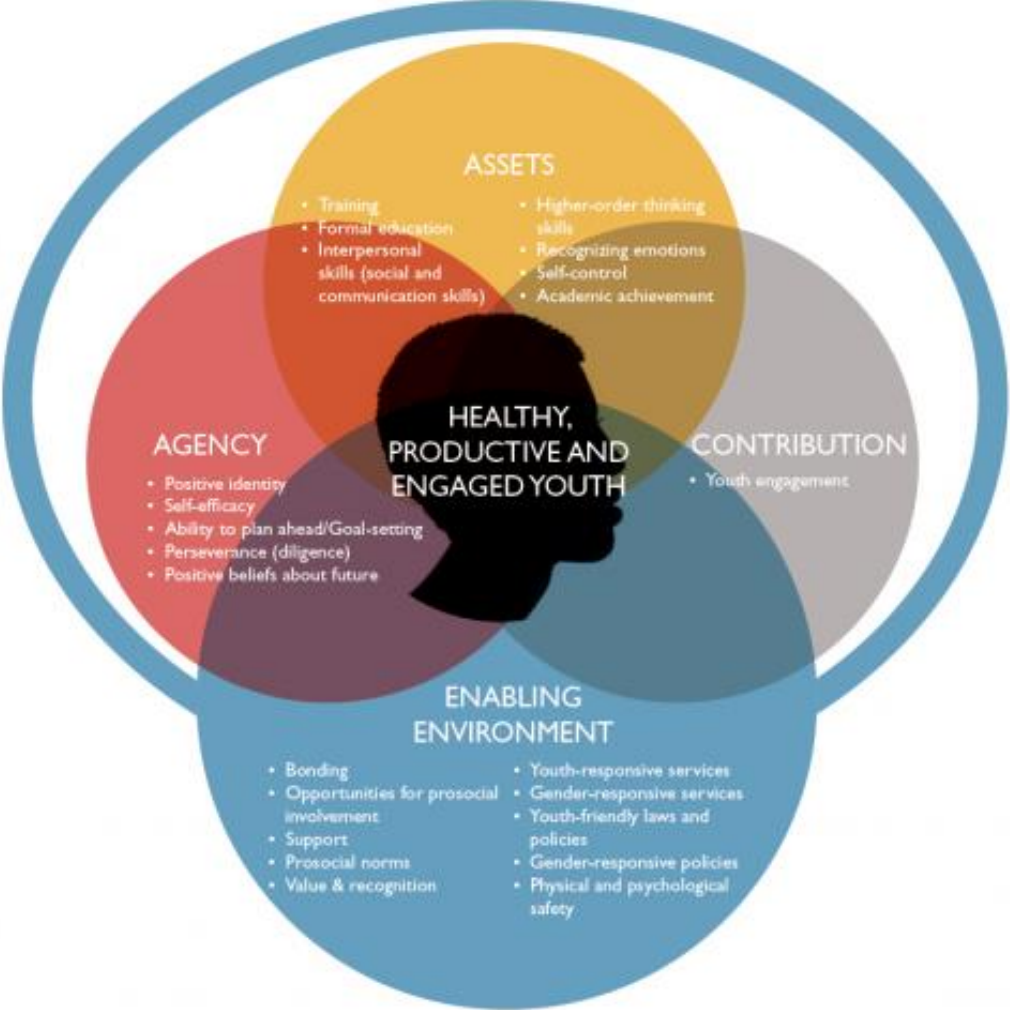 ASSETS
• Training
• Formal education
• Interpersonal
skills (social and
communication skills)
• Higher-order thinking
skills
• Recognizing emotions
• Self-control
• Academic achievement
HEALTHY,
PRODUCTIVE AND
ENGAGED YOUTH
AGENCY
• Positive identity
• Self-efficacy
• Ability to plan ahead/Goal-setting
• Perseverance (diligence)
• Positive beliefs about future
CONTRIBUTION
• Youth engagement
ENABLING
ENVIRONMENT
• Bonding
• Opportunities for prosocial
involvement
• Support
• Prosocial norms
• Value & recognition
• Youth-responsive services
• Gender-responsive services
• Youth-friendly laws and
policies
• Gender-responsive policies
• Physical and psychological
safety